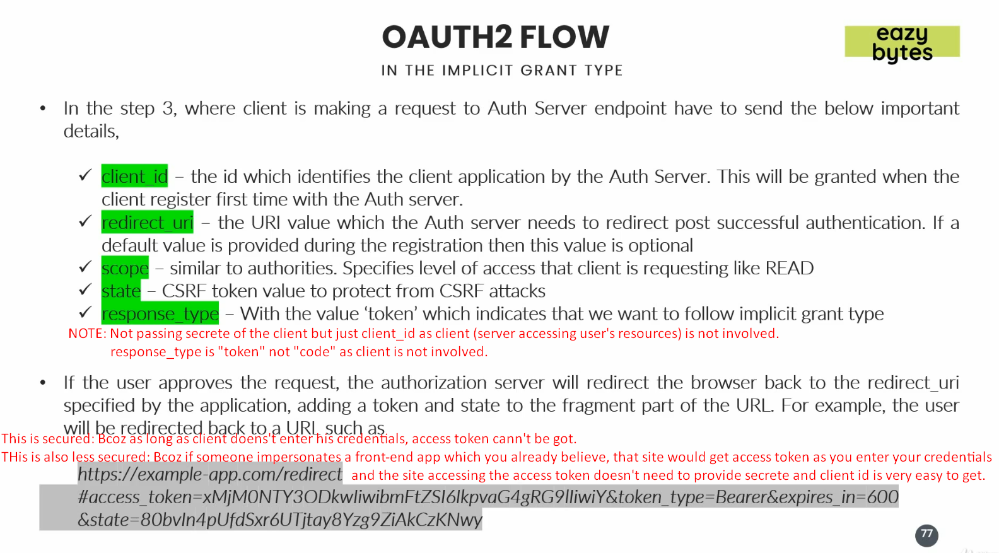 OAUTH2 FLOW
eazy
bytes
IN THE IMPLICIT GRANT TYPE
• In the step 3, where client is making a request to Auth Server endpoint have to send the below important
details,
✓ client_id – the id which identifies the client application by the Auth Server. This will be granted when the
client register first time with the Auth server.
✓ redirect_uri – the URI value which the Auth server needs to redirect post successful authentication. If a
default value is provided during the registration then this value is optional
✓ scope – similar to authorities. Specifies level of access that client is requesting like READ
✓ state – CSRF token value to protect from CSRF attacks
✓ response_type – With the value ‘token’ which indicates that we want to follow implicit grant type
NOTE: Not passing secrete of the client but just client_id as client (server accessing user's resources) is not involved.
response_type is "token" not "code" as client is not involved.
• If the user approves the request, the authorization server will redirect the browser back to the redirect_uri
specified by the application, adding a token and state to the fragment part of the URL. For example, the user
will be redirected back to a URL such as
This is secured: Bcoz as long as client doens't enter his credentials, access token cann't be got.
THis is also less secured: Bcoz if someone impersonates a front-end app which you already believe, that site would get access token as you enter your credentials
https://example-app.com/redirect
and the site accessing the access token doesn't need to provide secrete and client id is very easy to get.
#access_token=xMjM0NTY3ODkwIiwibmFtZSI6IkpvaG4gRG9lIiwiY&token_type=Bearer&expires_in=600
&state=80bvIn4pUfdSxr6UTjtay8Yzg9ZiAkCzKNwy
77